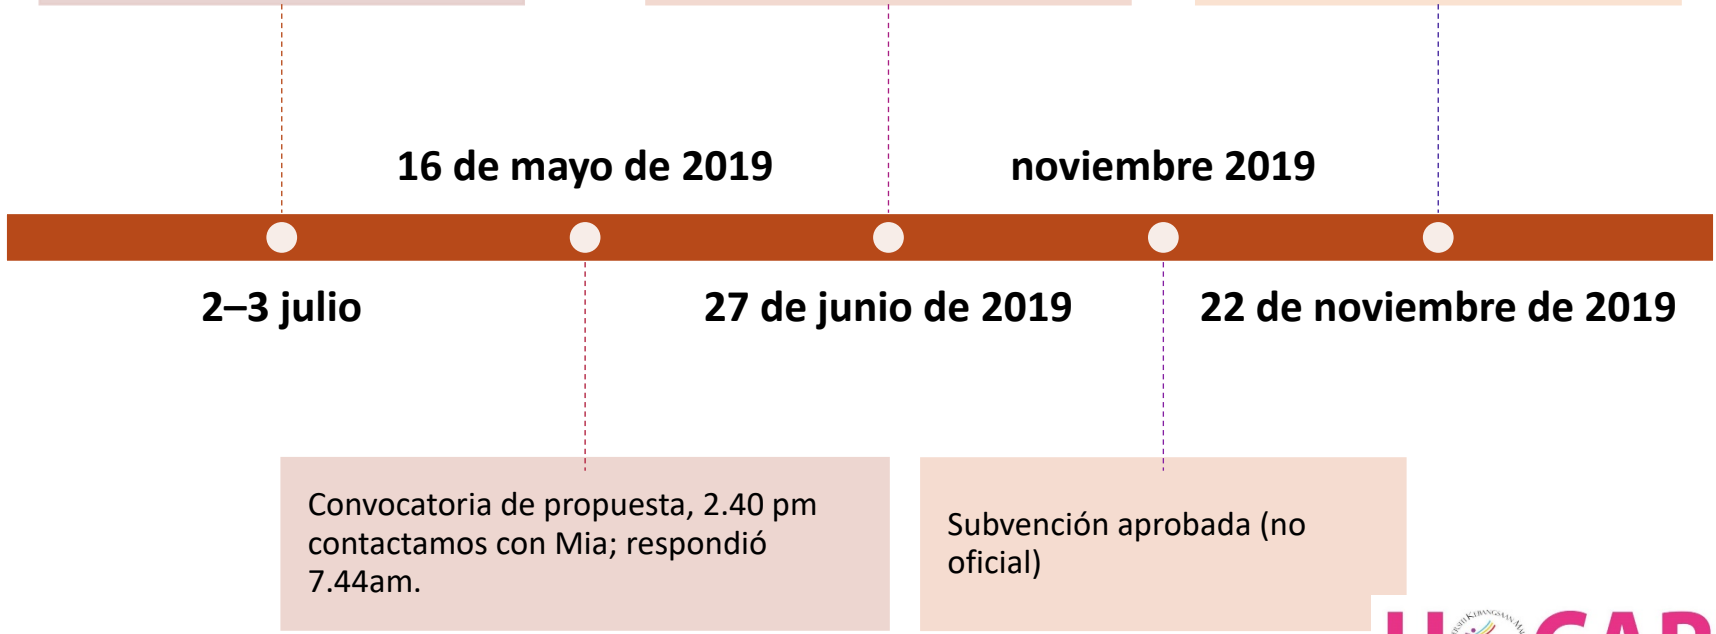 16 de mayo de 2019
noviembre 2019
2–3 julio
27 de junio de 2019
22 de noviembre de 2019
Convocatoria de propuesta, 2.40 pm
contactamos con Mia; respondió
7.44am.
Subvención aprobada (no
oficial)